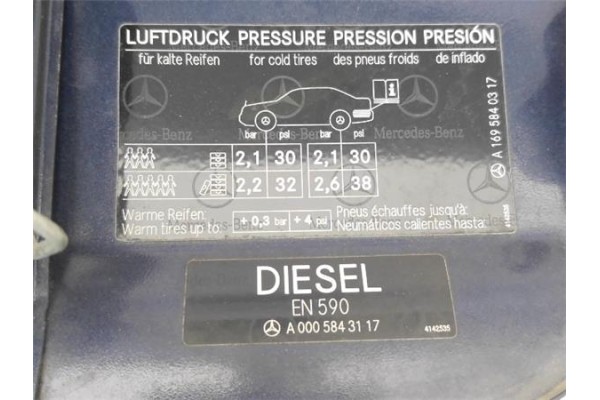 LUFTDRUCK PRESSURE PRESSION PRESIÓN
für kalte Reifen for cold tires des pneus froids de inflado
Mercedes-Benz Mercedes-Benz
bar psi bar psi
2,1 30 2,1 30
2,2 32 2,6 38
Warme Reifen: Pneus échauffes jusqu'à:
Warm tires up to: + 0,3 bar + 4 psi Neumáticos calientes hasta:
A 169 584 03 17
DIESEL
EN 590
A 000 584 31 17 4142535